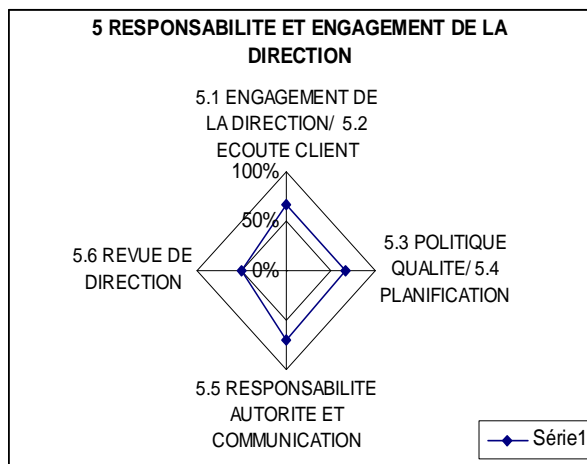 5 RESPONSABILITE ET ENGAGEMENT DE LA
DIRECTION
5.1 ENGAGEMENT DE
LA DIRECTION/ 5.2
ECOUTE CLIENT
100%
50%
0%
5.3 POLITIQUE
QUALITE/ 5.4
PLANIFICATION
5.6 REVUE DE
DIRECTION
5.5 RESPONSABILITE
AUTORITE ET
COMMUNICATION
Série1